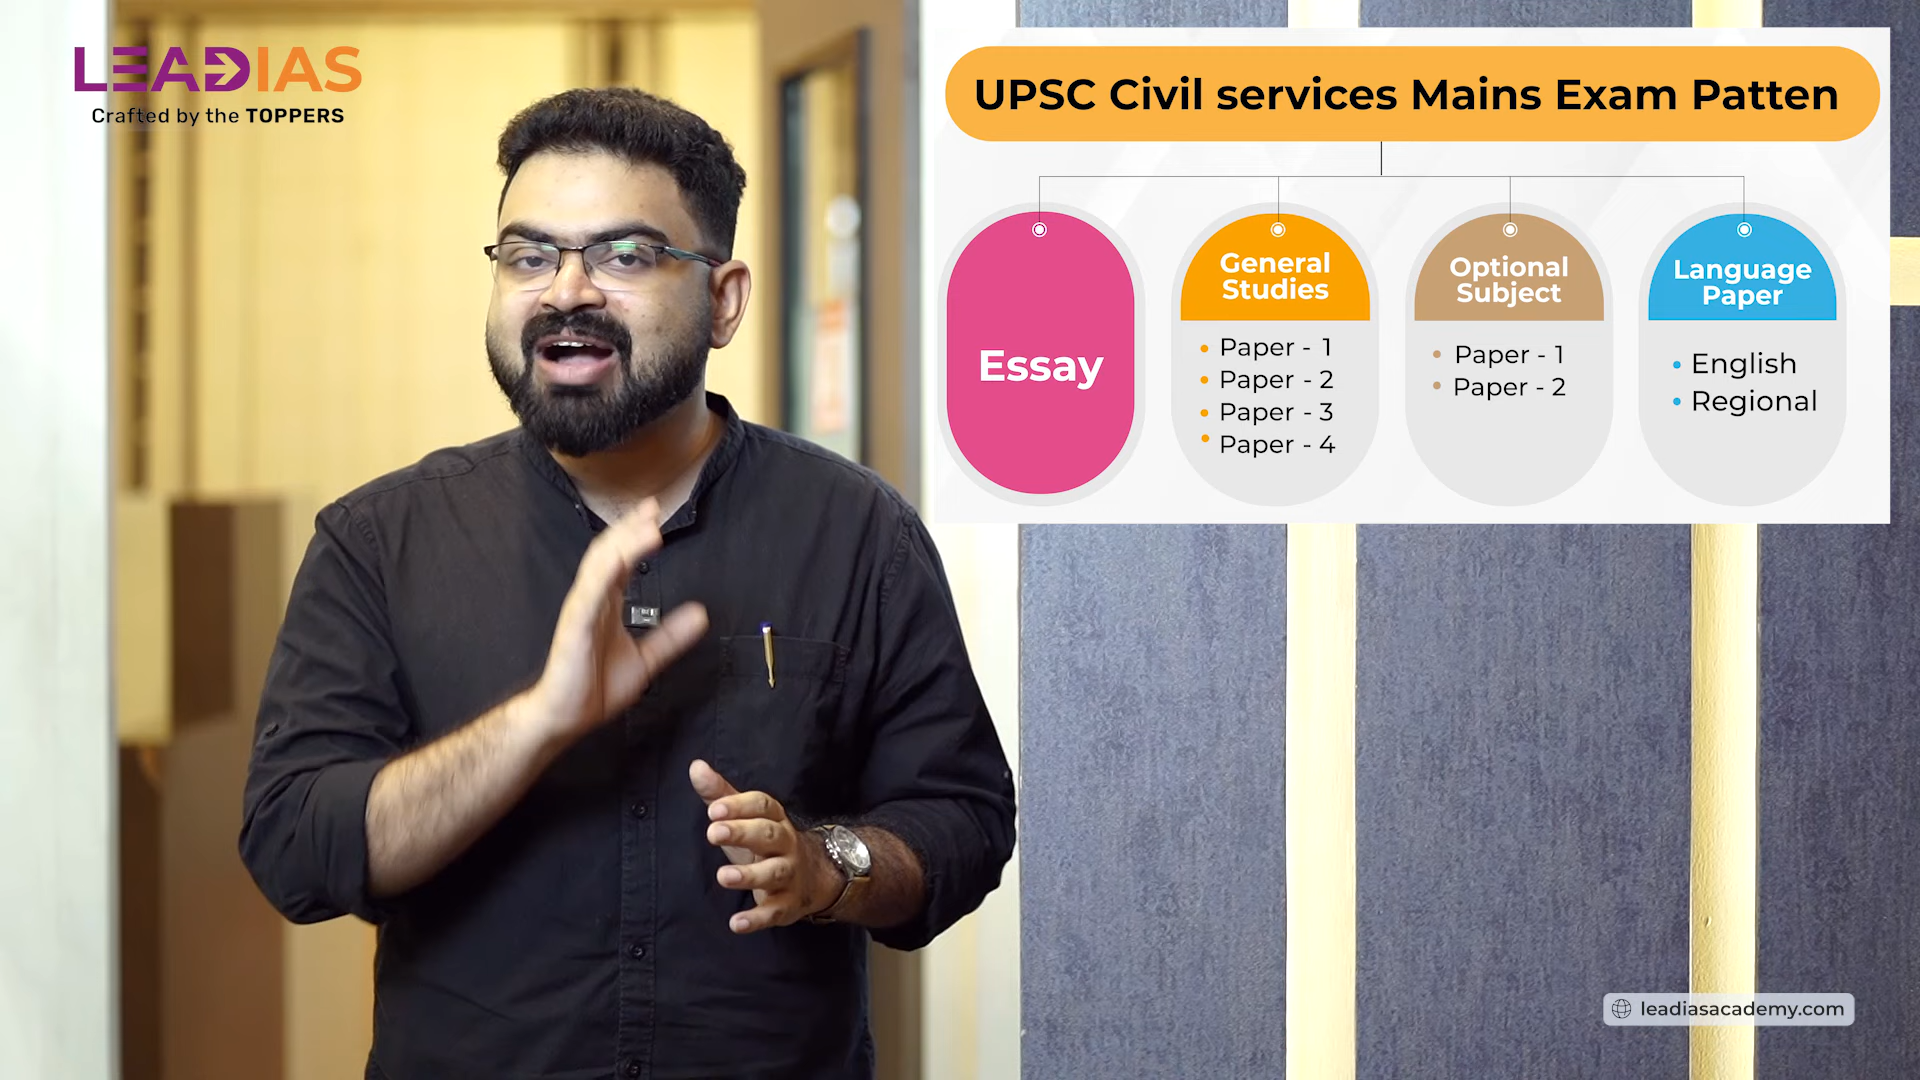 LEADIAS
Crafted by the TOPPERS
UPSC Civil services Mains Exam Patten
Essay
General
Studies
Paper - 1
Paper - 2
Paper - 3
Paper - 4
Optional
Subject
Paper - 1
Paper - 2
Language
Paper
English
Regional
leadiasacademy.com